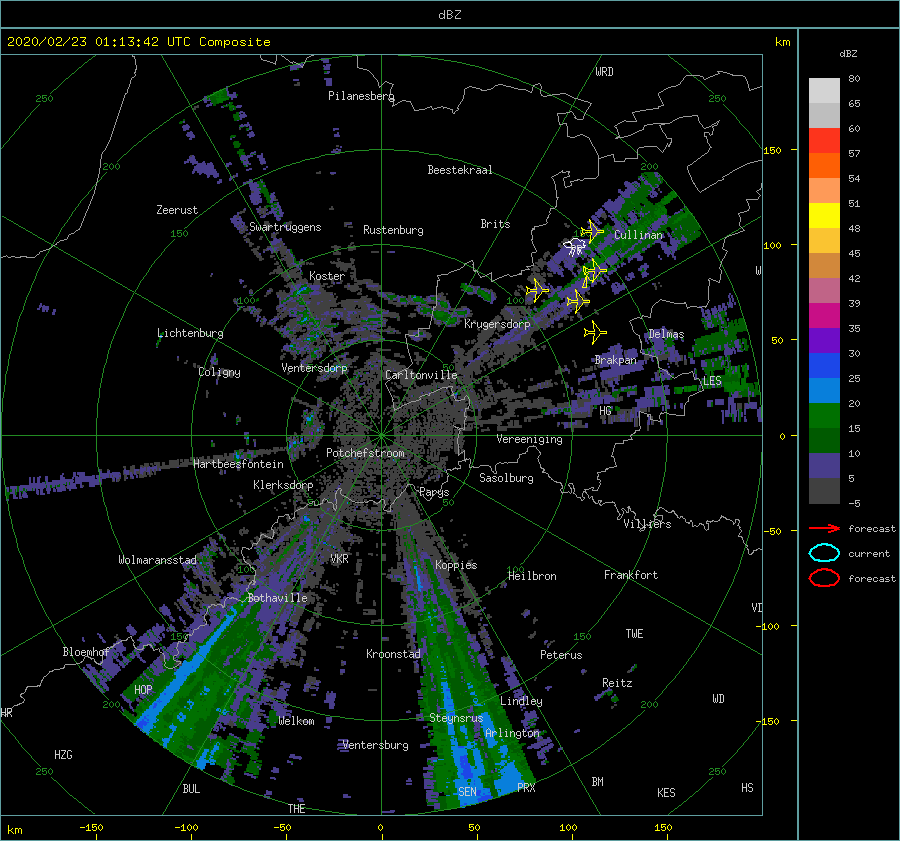 dBZ
2020/02/23 01:13:42 UTC Composite
km
dBZ
WRD
250
Pilanesberg
250
80
65
60
57
54
51
48
45
42
39
35
30
25
20
15
10
5
-5
150
200
Beestekraal
200
Zeerust
150
Swartruggens
Rustenburg
Brits
Cullinan
100
W
Koster
100
100
Krugersdorp
Lichtenburg
Delmas
50
Coligny
Ventersdorp
Carltonville
Brakpan
LES
HG
Vereeniging
0
Potchefstroom
Hartbeesfontein
Klerksdorp
Sasolburg
Parys
50
50
Villiers
-50
forecast
current
forecast
Wolmaransstad
VKR
Koppies
100
100
Heilbron
Frankfort
Bothaville
VD
-100
150
150
TWE
Bloemhof
Kroonstad
Peterus
HOP
Reitz
WD
200
Lindley
200
HR
Welkom
Steynsrus
-150
Arlington
Ventersburg
HZG
250
250
BUL
SEN
PRX
BM
KES
HS
THE
km
-150
-100
-50
0
50
100
150